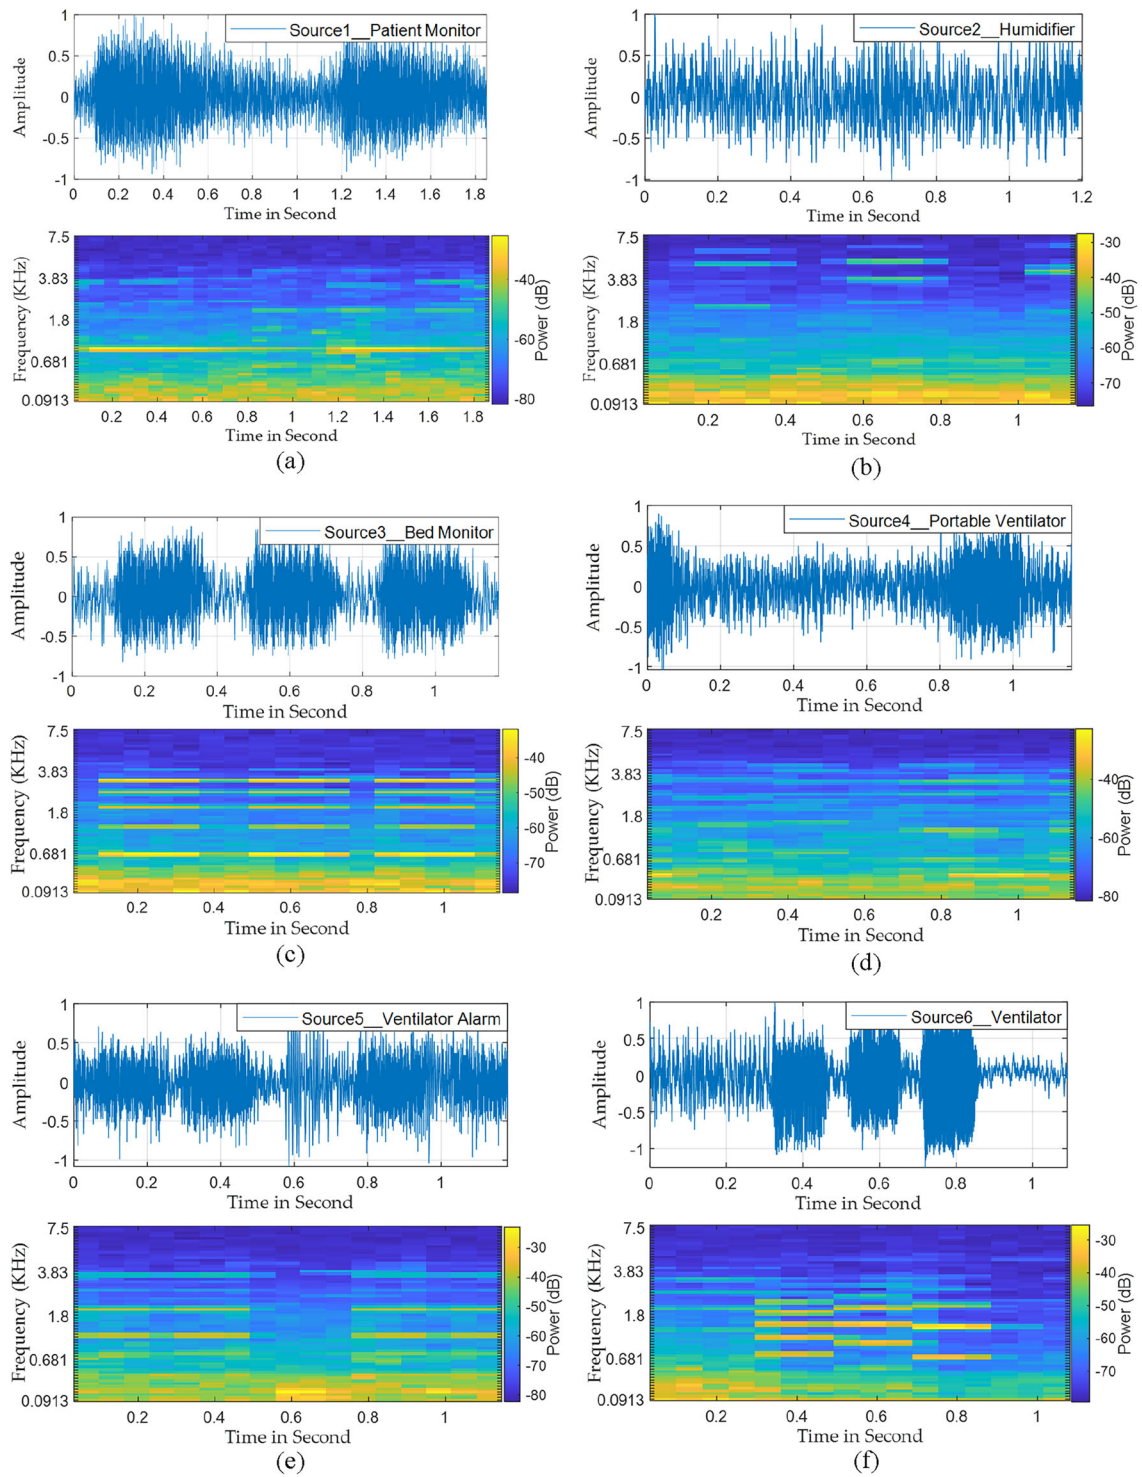 Source1__Patient Monitor
Amplitude
1
0.5
0
-0.5
-1
0 0.2 0.4 0.6 0.8 1.0 1.2 1.4 1.6 1.8
Time in Second
Frequency (KHz)
7.5
3.83
1.8
0.681
0.0913
0.2 0.4 0.6 0.8 1 1.2 1.4 1.6 1.8
Time in Second
-40
-60
-80
Power (dB)
(a)
Source2__Humidifier
Amplitude
1
0.5
0
-0.5
-1
0 0.2 0.4 0.6 0.8 1 1.2
Time in Second
Frequency (KHz)
7.5
3.83
1.8
0.681
0.0913
0.2 0.4 0.6 0.8 1
Time in Second
-30
-40
-50
-60
-70
Power (dB)
(b)
Source3__Bed Monitor
Amplitude
1
0.5
0
-0.5
-1
0 0.2 0.4 0.6 0.8 1
Time in Second
Frequency (KHz)
7.5
3.83
1.8
0.681
0.0913
0.2 0.4 0.6 0.8 1
Time in Second
-40
-50
-60
-70
Power (dB)
(c)
Source4__Portable Ventilator
Amplitude
1
0.5
0
-0.5
-1
0 0.2 0.4 0.6 0.8 1
Time in Second
Frequency (KHz)
7.5
3.83
1.8
0.681
0.0913
0.2 0.4 0.6 0.8 1
Time in Second
-40
-60
-80
Power (dB)
(d)
Source5__Ventilator Alarm
Amplitude
1
0.5
0
-0.5
-1
0 0.2 0.4 0.6 0.8 1
Time in Second
Frequency (KHz)
7.5
3.83
1.8
0.681
0.0913
0.2 0.4 0.6 0.8 1
Time in Second
-30
-40
-50
-60
-70
-80
Power (dB)
(e)
Source6__Ventilator
Amplitude
1
0.5
0
-0.5
-1
0 0.2 0.4 0.6 0.8 1
Time in Second
Frequency (KHz)
7.5
3.83
1.8
0.681
0.0913
0.2 0.4 0.6 0.8 1
Time in Second
-30
-40
-50
-60
-70
Power (dB)
(f)